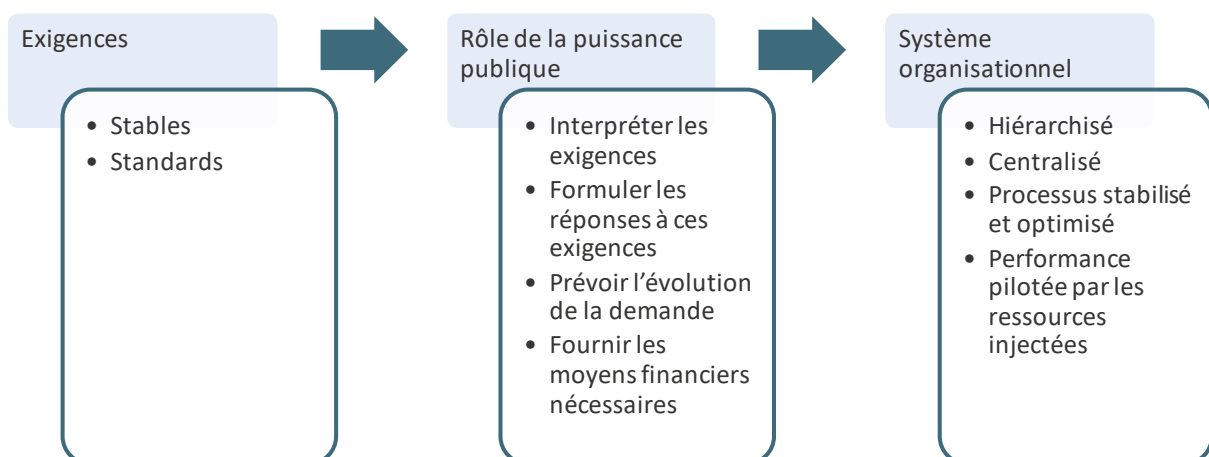 Exigences
• Stables
• Standards
Rôle de la puissance
publique
• Interpréter les
exigences
• Formuler les
réponses à ces
exigences
• Prévoir l'évolution
de la demande
• Fournir les
moyens financiers
nécessaires
Système
organisationnel
• Hiérarchisé
• Centralisé
• Processus stabilisé
et optimisé
• Performance
pilotée par les
ressources
injectées